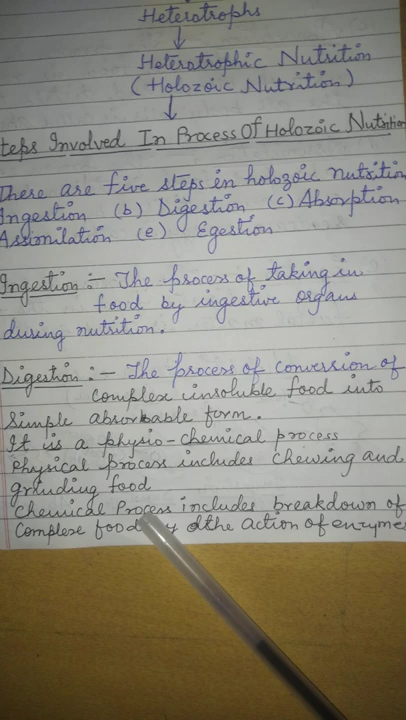 Heterotrophs
Heterotrophic Nutrition
(Holozoic Nutrition)
teps Involved In Process Of Holozoic Nutrition
There are five steps in holozoic nutrition
Ingestion (b) Digestion (c) Absorption
Assimilation (e) Egestion
Ingestion :- The process of taking in
food by ingestive organs
during nutrition.
Digestion :- The process of conversion of
complex insoluble food into
Simple absorbable form.
It is a physio-chemical process
Physical process includes chewing and
grinding food
Chemical Process includes breakdown of
Complex food the action of enzyme